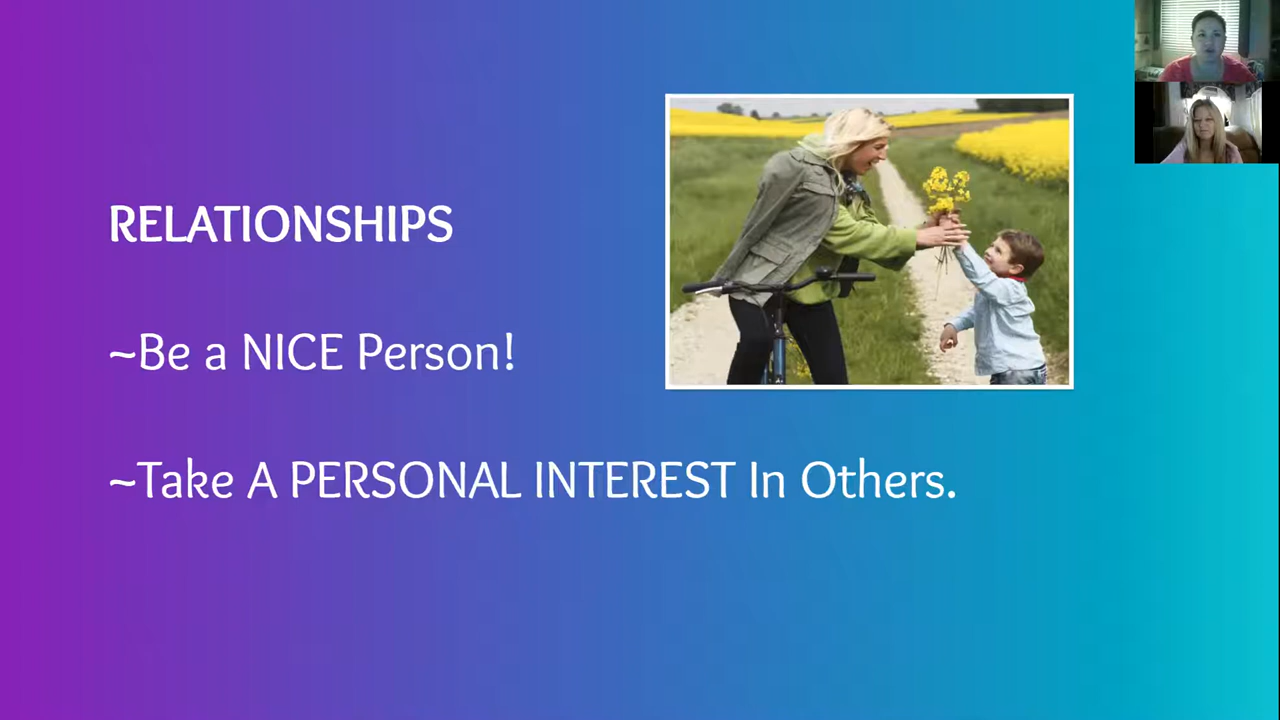 RELATIONSHIPS
~Be a NICE Person!
~Take A PERSONAL INTEREST In Others.